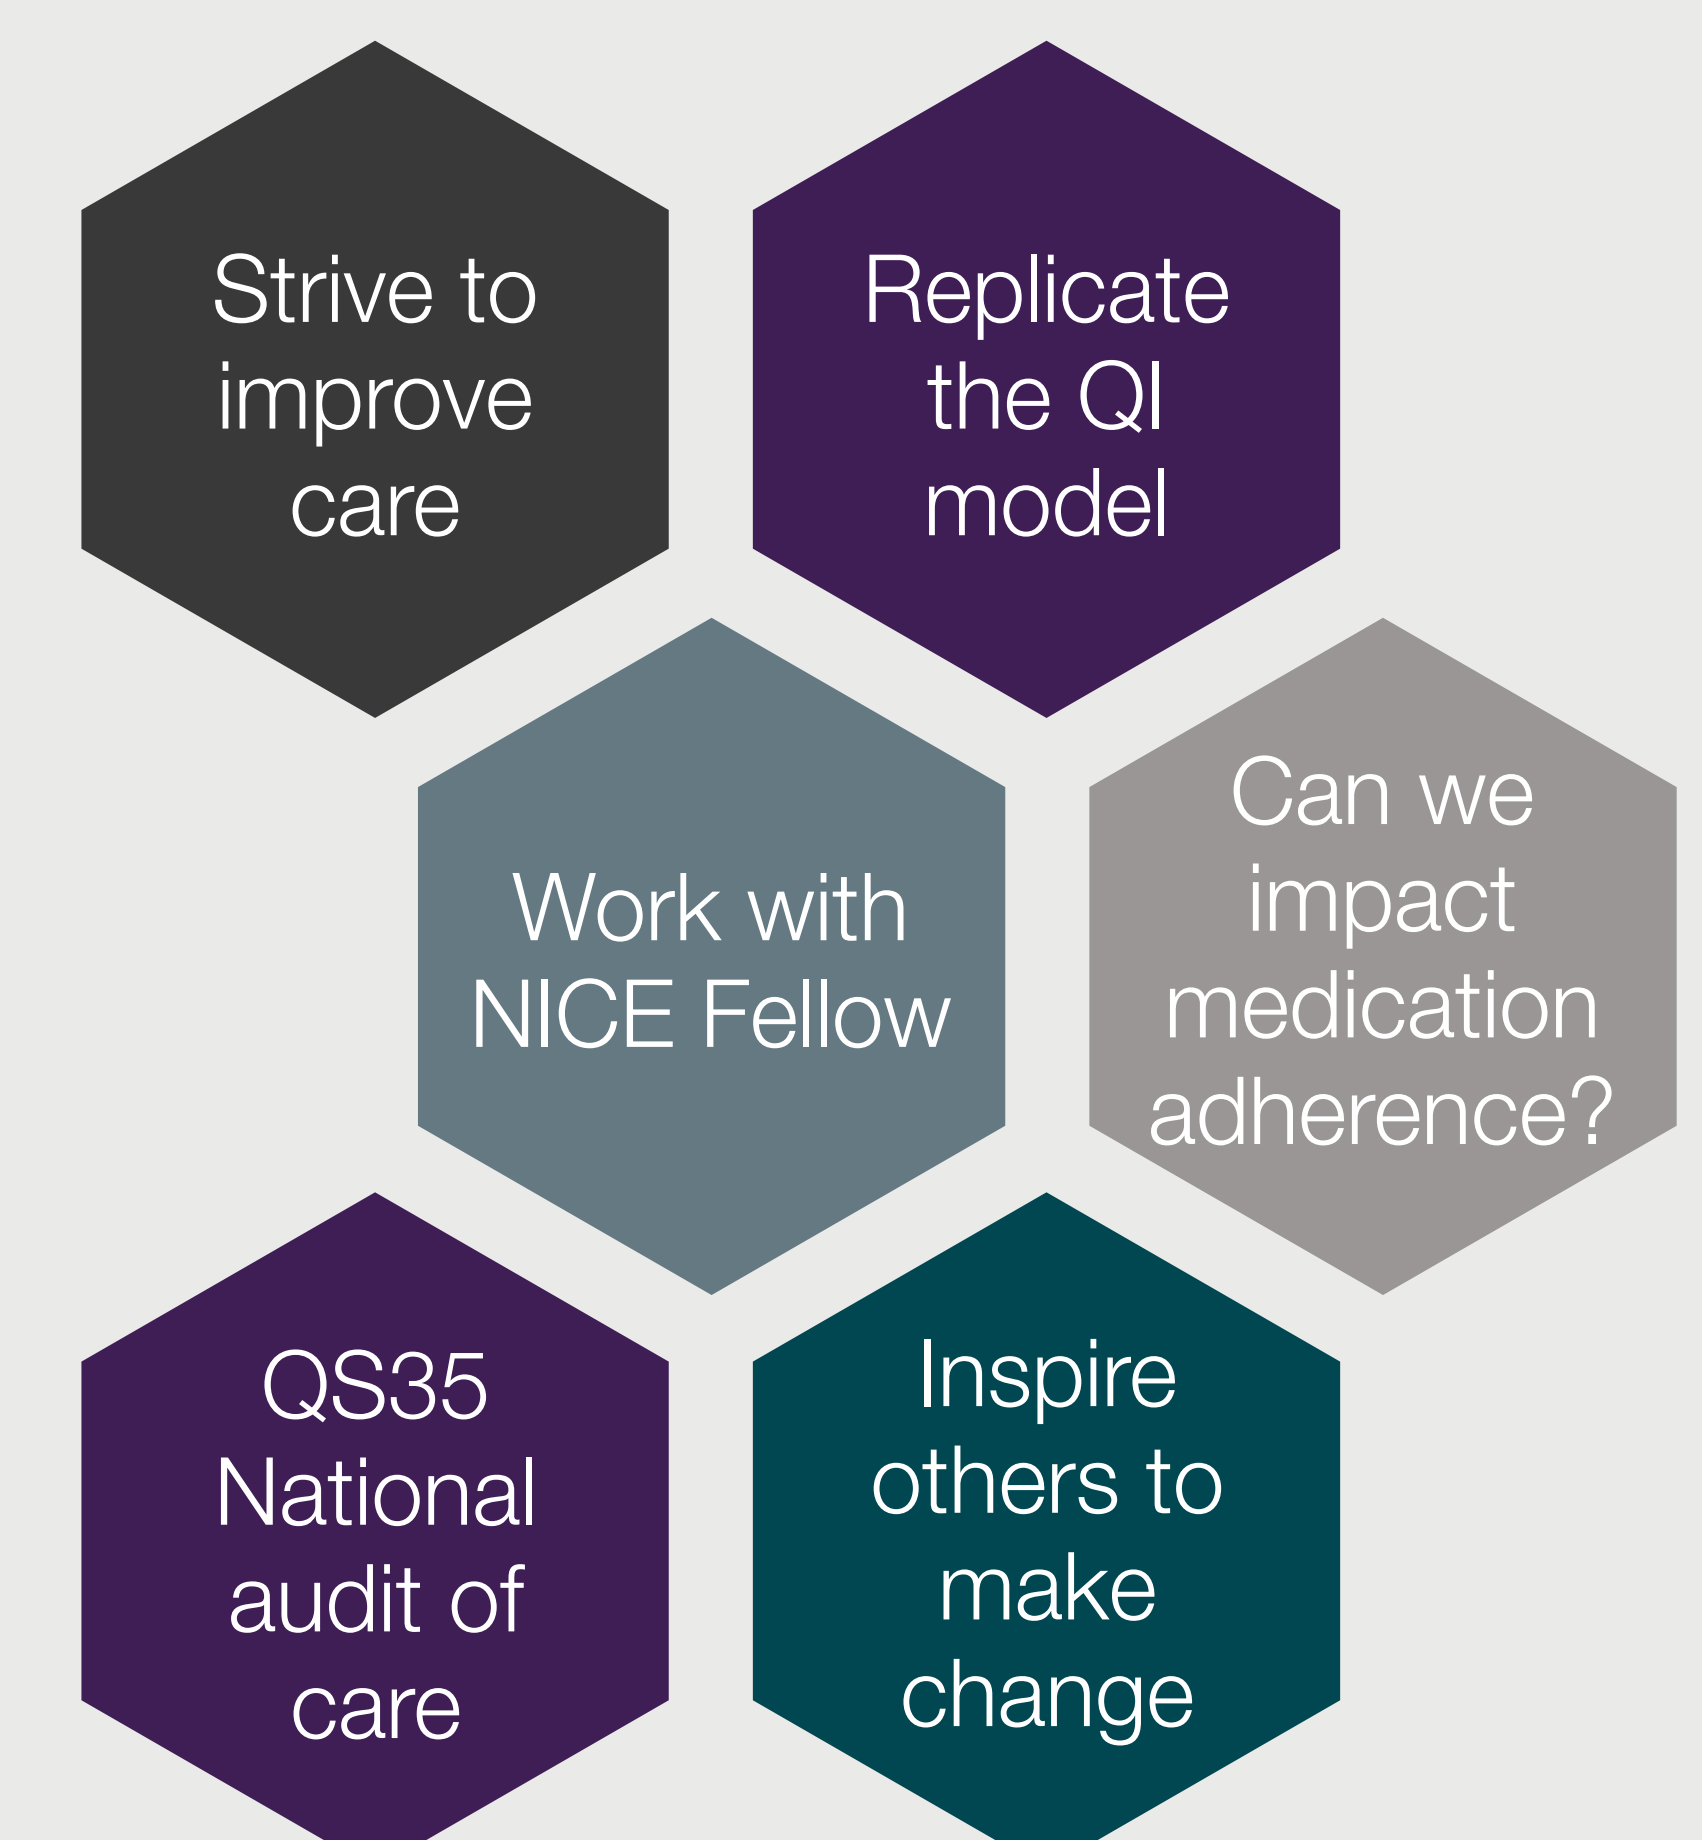 Strive to
improve
care
Replicate
the QI
model
Work with
NICE Fellow
Can we
impact
medication
adherence?
QS35
National
audit of
care
Inspire
others to
make
change